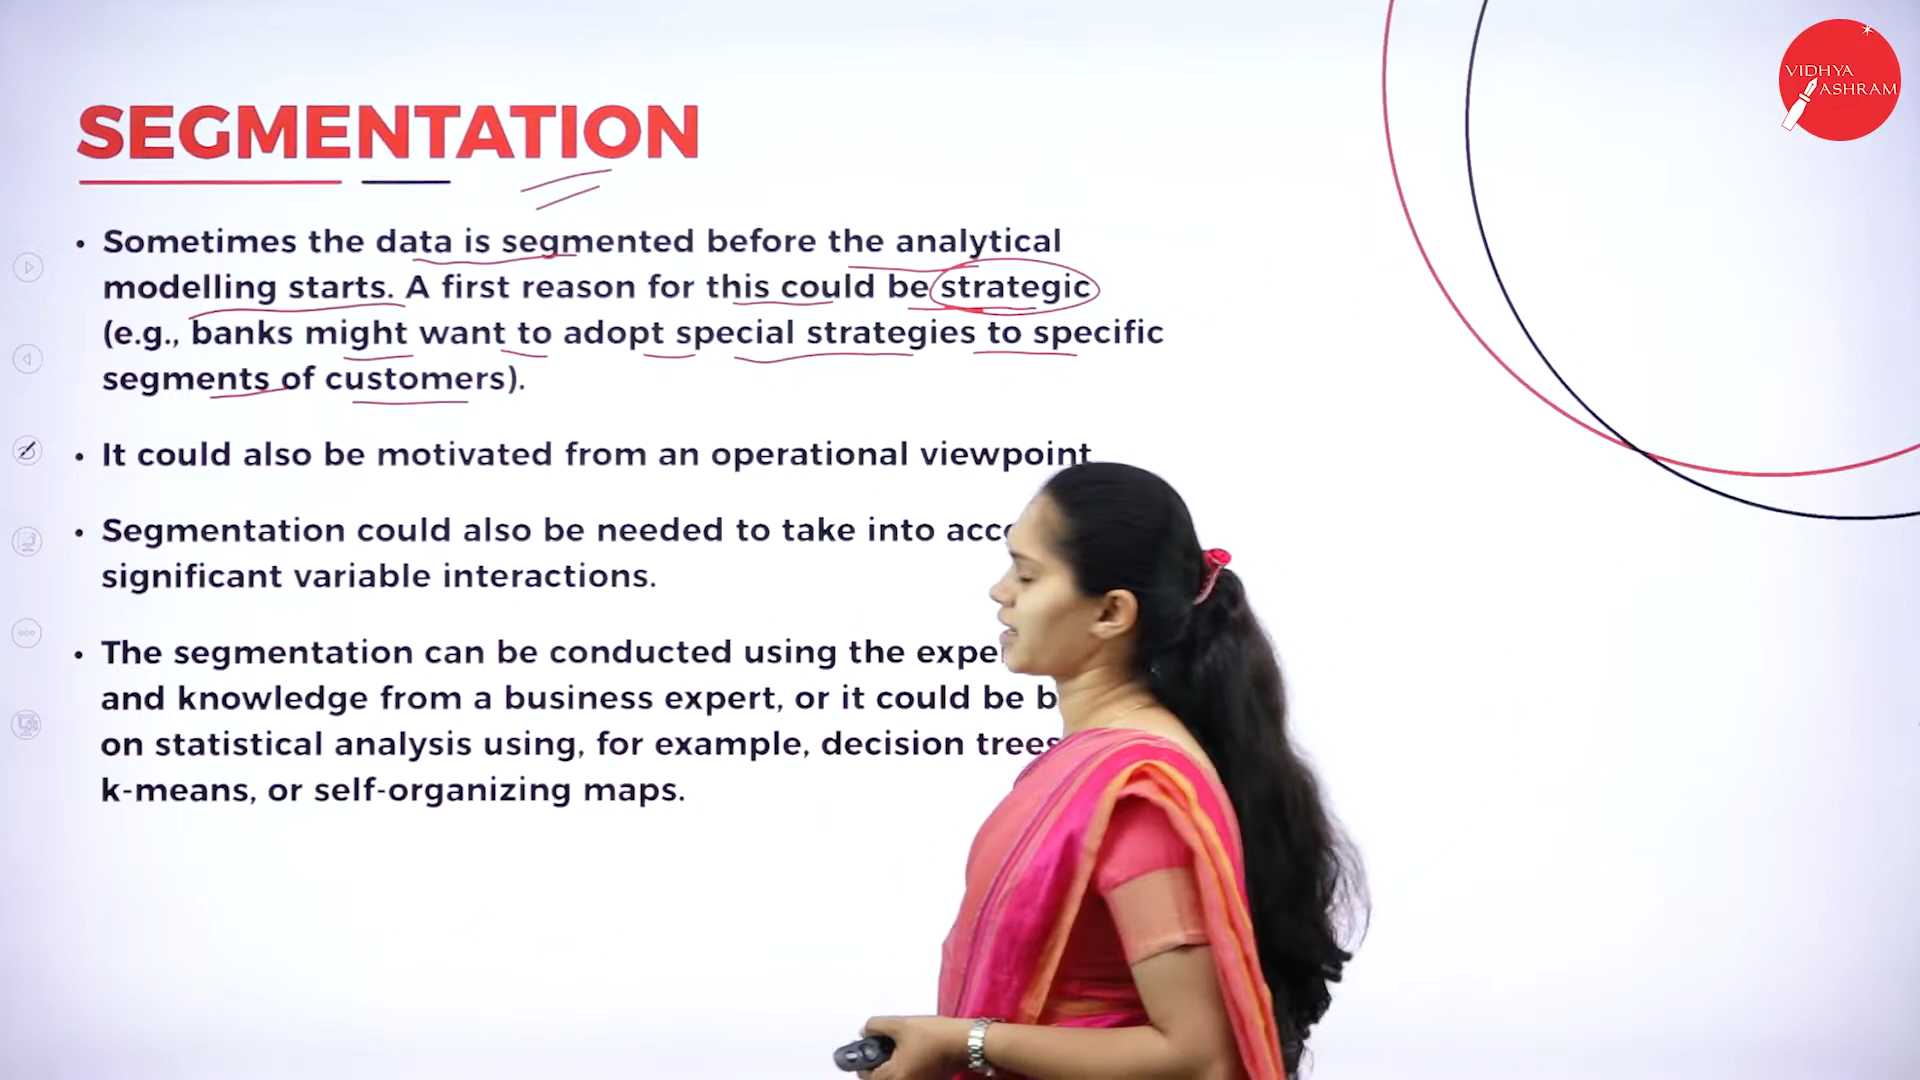 VIDHYA
ASHRAM
SEGMENTATION
• Sometimes the data is segmented before the analytical
modelling starts. A first reason for this could be strategic
(e.g., banks might want to adopt special strategies to specific
segments of customers).
• It could also be motivated from an operational viewpoint
• Segmentation could also be needed to take into
significant variable interactions.
• The segmentation can be conducted using the
and knowledge from a business expert, or it could be
on statistical analysis using, for example, decision trees
k-means, or self-organizing maps.